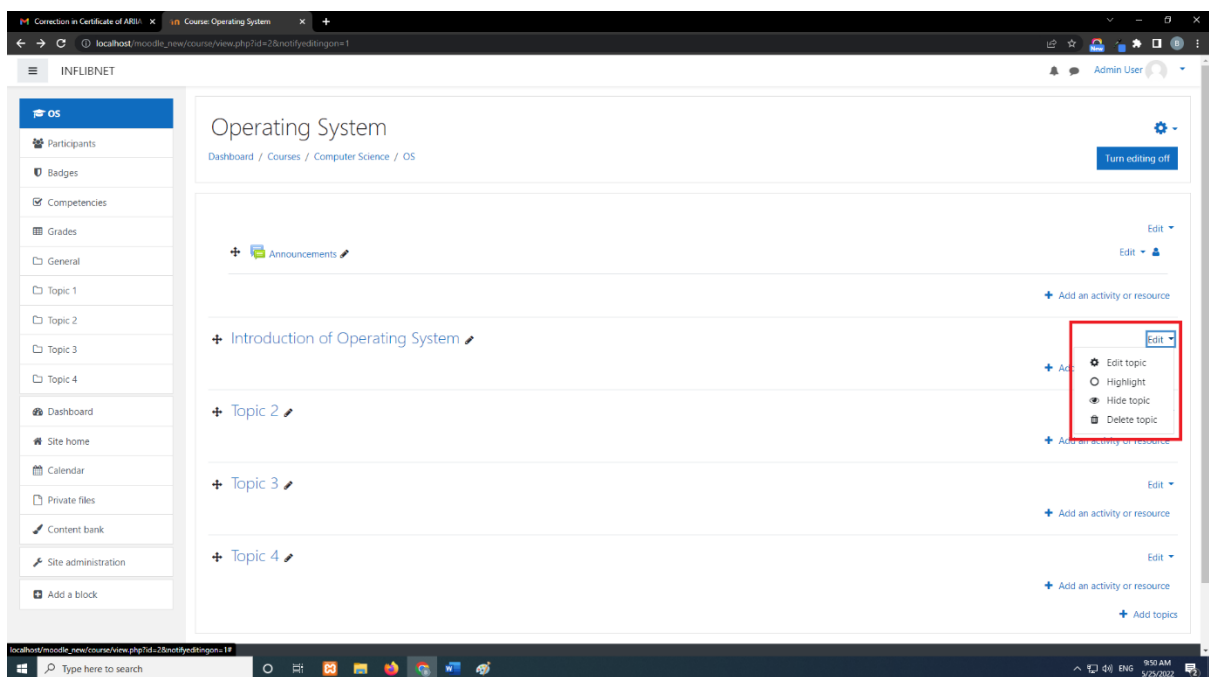 Correction in Certificate of ARIIA
Course: Operating System
localhost/moodle_new/course/view.php?id=2&notifyeditingon=1
New
B
INFLIBNET
Admin User
OS
Participants
Badges
Competencies
Grades
General
Topic 1
Topic 2
Topic 3
Topic 4
Dashboard
Site home
Calendar
Private files
Content bank
Site administration
Add a block
Operating System
Dashboard / Courses / Computer Science / OS
Turn editing off
Edit
Announcements
Edit
Add an activity or resource
Introduction of Operating System
Edit
Edit topic
Highlight
Hide topic
Delete topic
Topic 2
Add an activity or resource
Topic 3
Edit
Add an activity or resource
Topic 4
Edit
Add an activity or resource
Add topics
localhost/moodle_new/course/view.php?id=2&notifyeditingon=1#
Type here to search
ENG
9:50 AM
5/25/2022